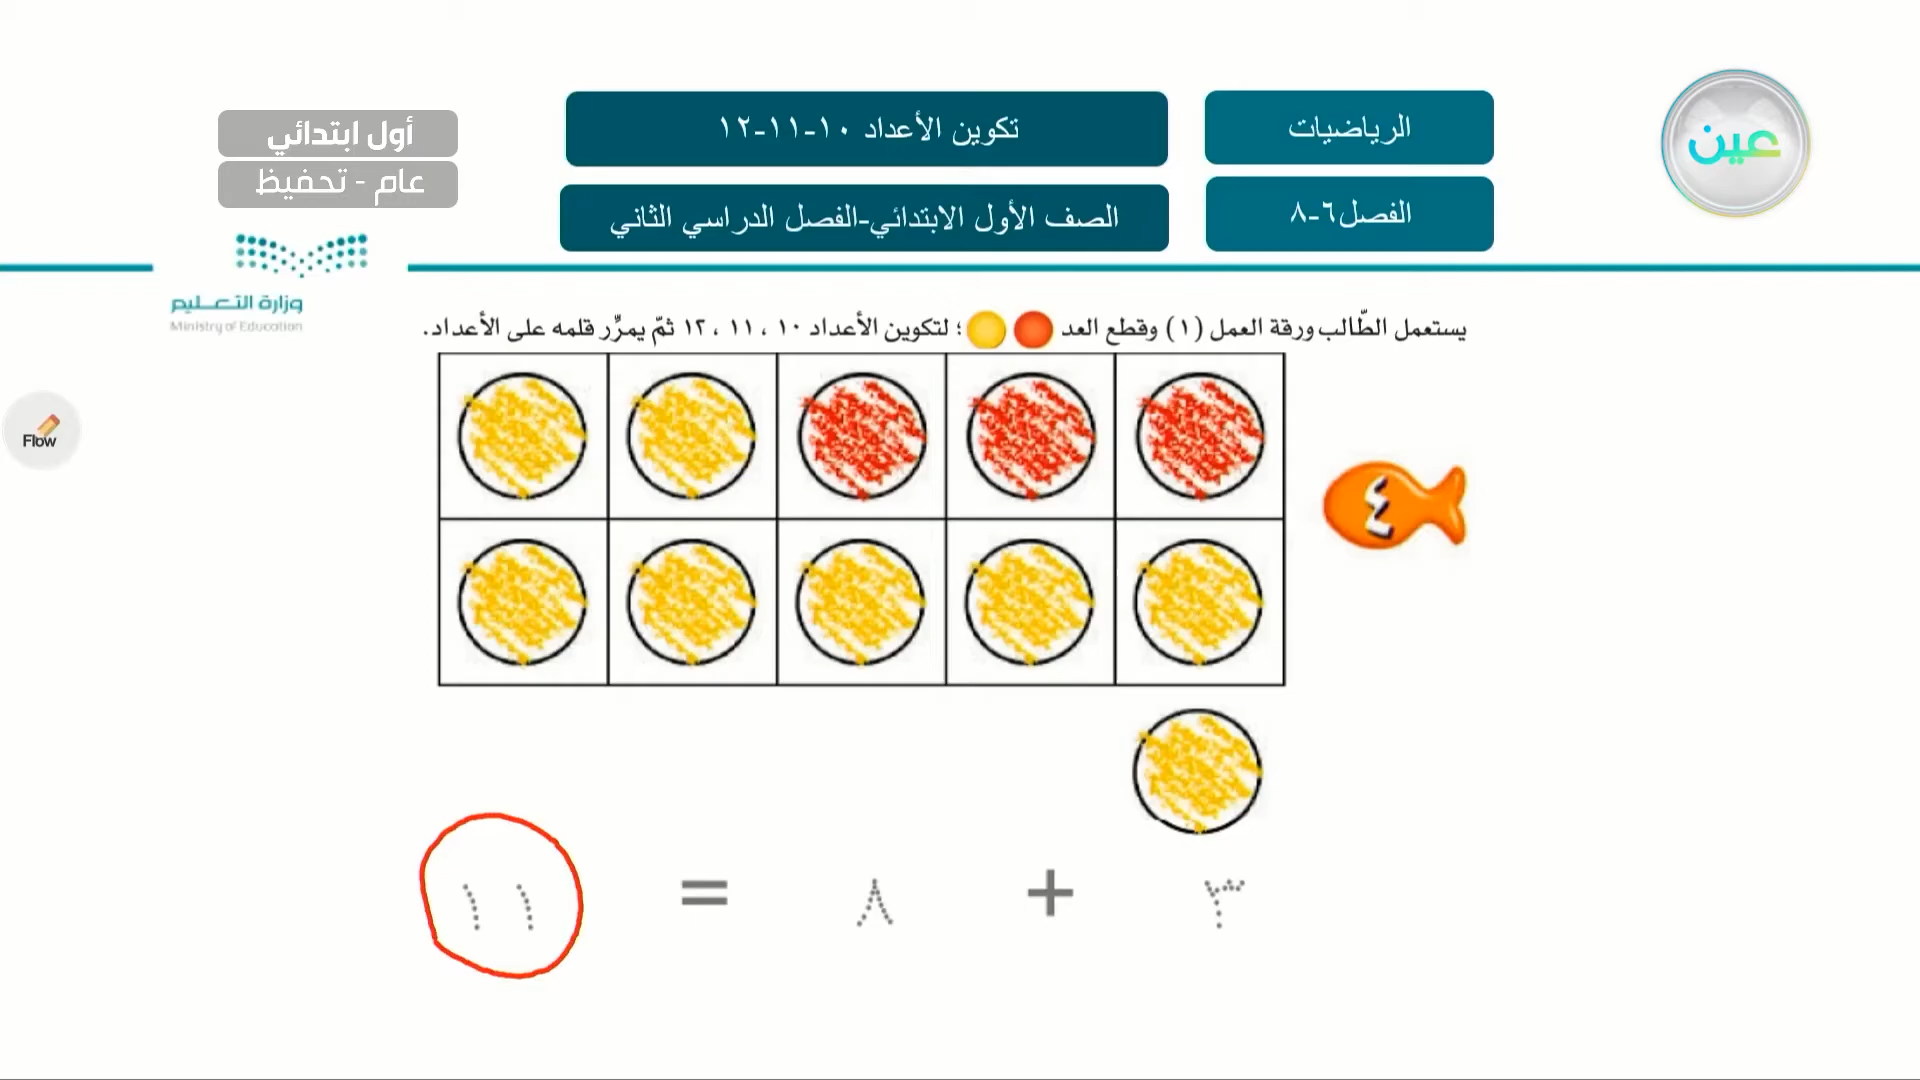 عين
الرياضيات
تكوين الأعداد ١٠-١١-١٢
أول ابتدائي
الفصل٦-٨
الصف الأول الابتدائي-الفصل الدراسي الثاني
عام - تحفيظ
وزارة التعليم
Ministry of Education
يستعمل الطّالب ورقة العمل (١) وقطع العد ؛ لتكوين الأعداد ١٠ ، ١١ ، ١٢ ثمّ يمرِّر قلمه على الأعداد.
Flow
٤
٣ + ٨ = ١١